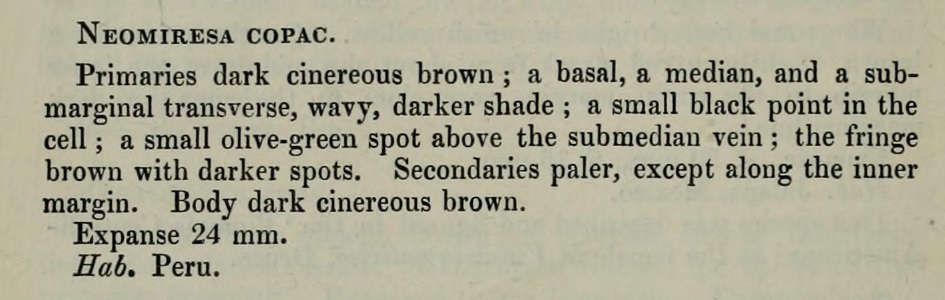 NEOMIRESA COPAC.
Primaries dark cinereous brown ; a basal, a median, and a sub-
marginal transverse, wavy, darker shade ; a small black point in the
cell ; a small olive-green spot above the submedian vein ; the fringe
brown with darker spots. Secondaries paler, except along the inner
margin. Body dark cinereous brown.
Expanse 24 mm.
Hab. Peru.